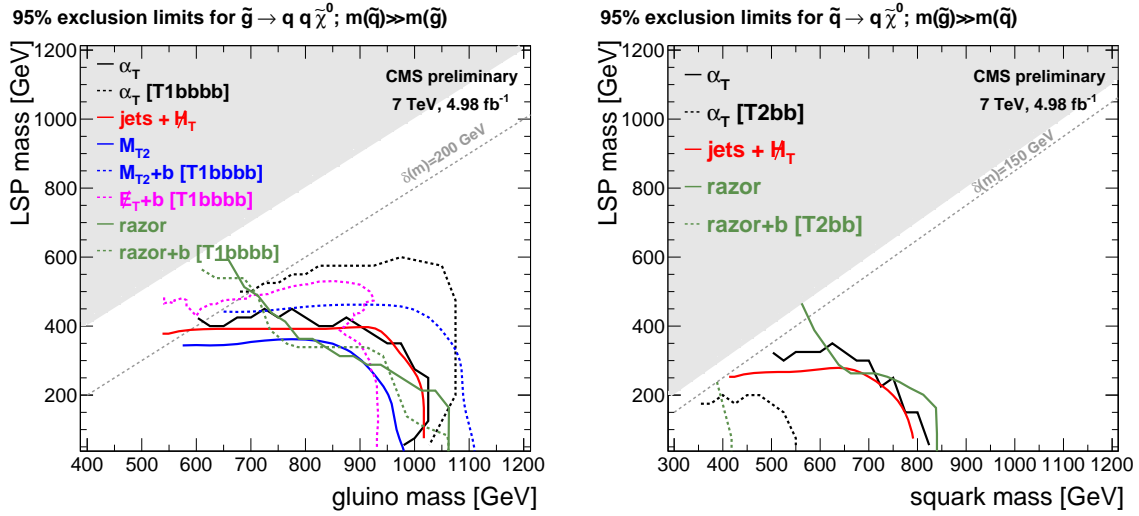 95% exclusion limits for g̃ → q q χ̃⁰; m(q̃)>>m(g̃)
LSP mass [GeV]
1200
1000
800
600
400
200
α_T
α_T [T1bbbb]
jets + H̸_T
M_T2
M_T2+b [T1bbbb]
E̸_T+b [T1bbbb]
razor
razor+b [T1bbbb]
CMS preliminary
7 TeV, 4.98 fb⁻¹
δ(m)=200 GeV
400 500 600 700 800 900 1000 1100 1200
gluino mass [GeV]
95% exclusion limits for q̃ → q χ̃⁰; m(g̃)>>m(q̃)
LSP mass [GeV]
1200
1000
800
600
400
200
α_T
α_T [T2bb]
jets + H̸_T
razor
razor+b [T2bb]
CMS preliminary
7 TeV, 4.98 fb⁻¹
δ(m)=150 GeV
300 400 500 600 700 800 900 1000 1100 1200
squark mass [GeV]